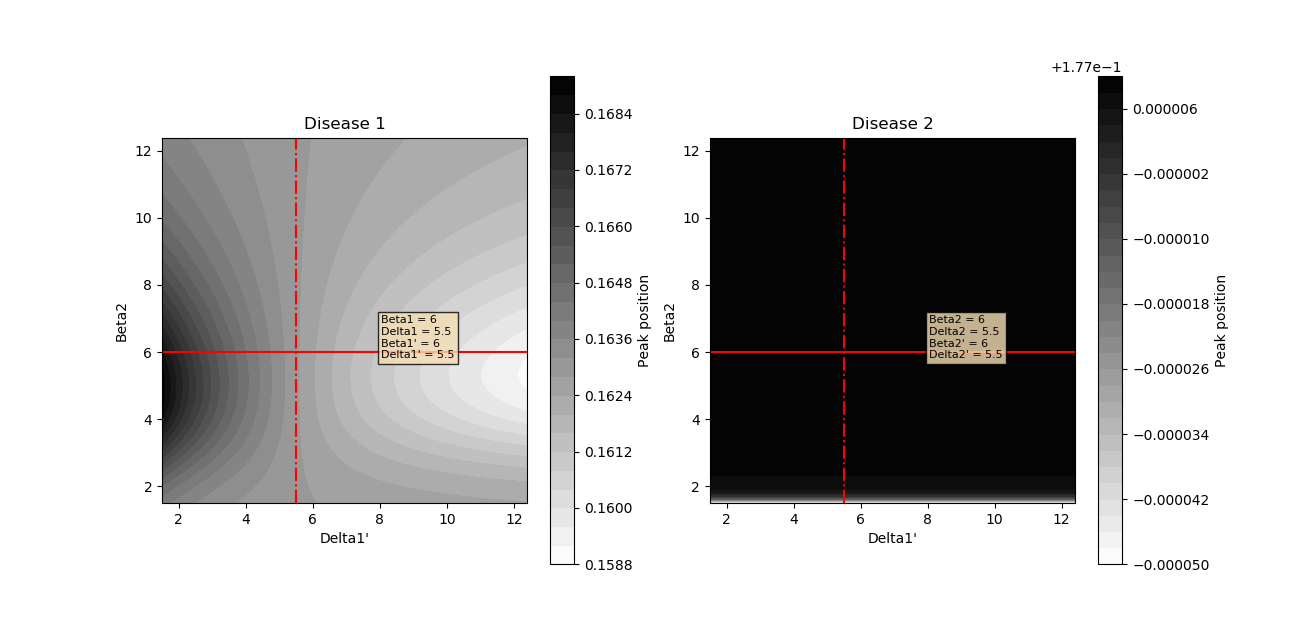 Disease 1
12
10
8
6
4
2
Beta2
2
4
6
8
10
12
Delta1'
Beta1 = 6
Delta1 = 5.5
Beta1' = 6
Delta1' = 5.5
0.1684
0.1672
0.1660
0.1648
0.1636
0.1624
0.1612
0.1600
0.1588
Peak position
Disease 2
12
10
8
6
4
2
Beta2
2
4
6
8
10
12
Delta1'
Beta2 = 6
Delta2 = 5.5
Beta2' = 6
Delta2' = 5.5
+1.77e−1
0.000006
−0.000002
−0.000010
−0.000018
−0.000026
−0.000034
−0.000042
−0.000050
Peak position